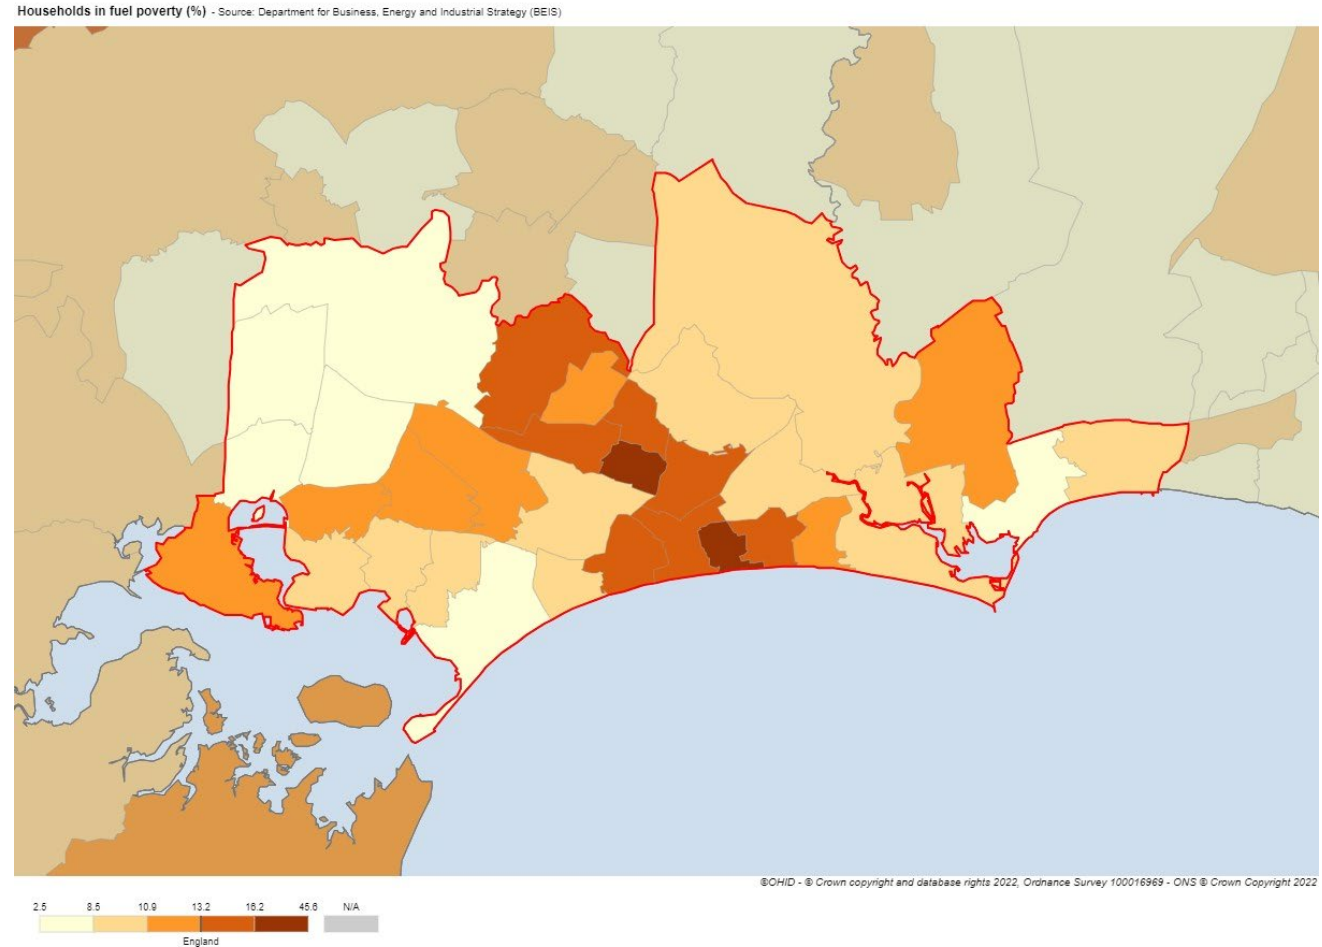 Households in fuel poverty (%) - Source: Department for Business, Energy and Industrial Strategy (BEIS)
©OHID - © Crown copyright and database rights 2022, Ordnance Survey 100016969 - ONS © Crown Copyright 2022
2.5 8.5 10.9 13.2 16.2 45.6 N/A
England